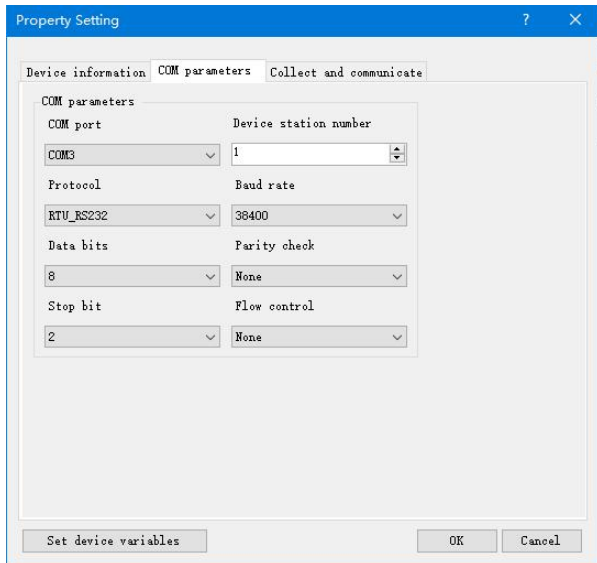 Property Setting ? ×
Device information COM parameters Collect and communicate
COM parameters
COM port Device station number
COM3 1
Protocol Baud rate
RTU_RS232 38400
Data bits Parity check
8 None
Stop bit Flow control
2 None
Set device variables OK Cancel